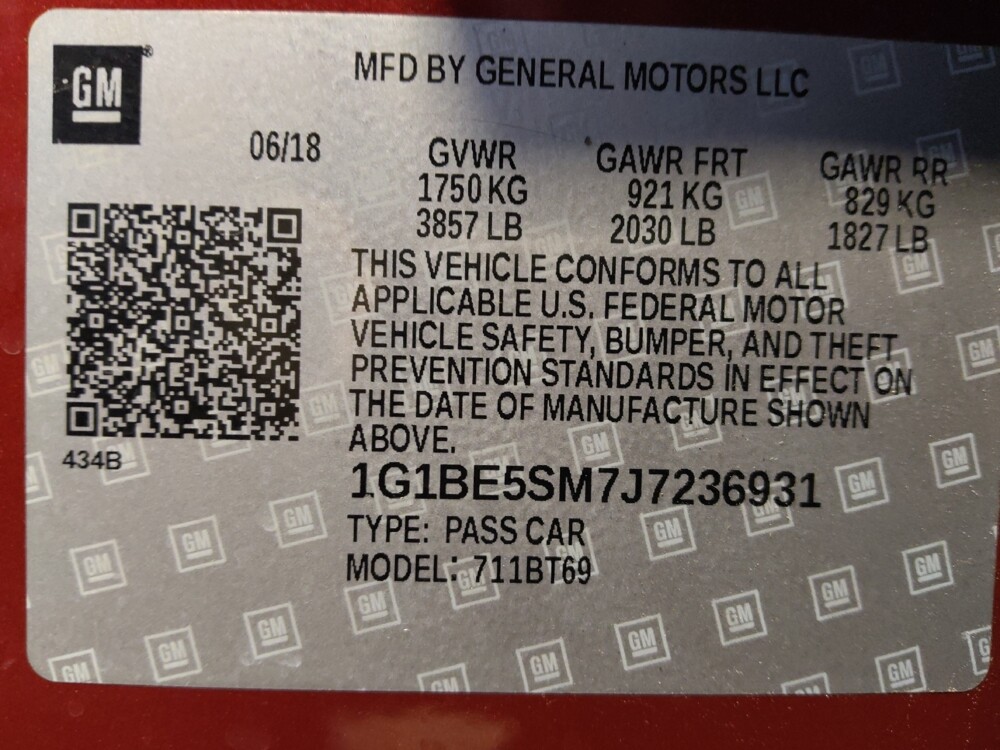 GM
MFD BY GENERAL MOTORS LLC
06/18 GVWR GAWR FRT GAWR RR
1750 KG 921 KG 829 KG
3857 LB 2030 LB 1827 LB
THIS VEHICLE CONFORMS TO ALL
APPLICABLE U.S. FEDERAL MOTOR
VEHICLE SAFETY, BUMPER, AND THEFT
PREVENTION STANDARDS IN EFFECT ON
THE DATE OF MANUFACTURE SHOWN
ABOVE.
434B
1G1BE5SM7J7236931
TYPE: PASS CAR
MODEL: 711BT69